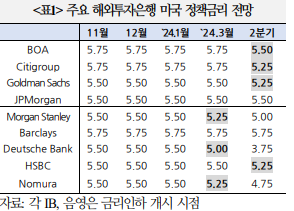 <표1> 주요 해외투자은행 미국 정책금리 전망
11월 12월 '24.1월 '24.3월 2분기
BOA 5.75 5.75 5.75 5.75 5.50
Citigroup 5.75 5.75 5.75 5.75 5.25
Goldman Sachs 5.50 5.50 5.50 5.50 5.25
JPMorgan 5.50 5.50 5.50 5.50 5.50
Morgan Stanley 5.50 5.50 5.50 5.25 5.00
Barclays 5.75 5.75 5.75 5.75 5.75
Deutsche Bank 5.50 5.50 5.50 5.00 3.75
HSBC 5.50 5.50 5.50 5.50 5.25
Nomura 5.50 5.50 5.50 5.25 4.75
자료: 각 IB, 음영은 금리인하 개시 시점